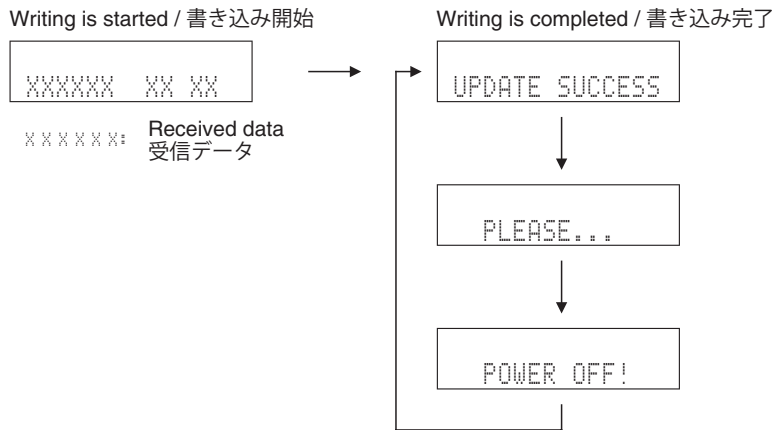 Writing is started / 書き込み開始
XXXXXX XX XX
XXXXXX: Received data
受信データ
Writing is completed / 書き込み完了
UPDATE SUCCESS
PLEASE...
POWER OFF!